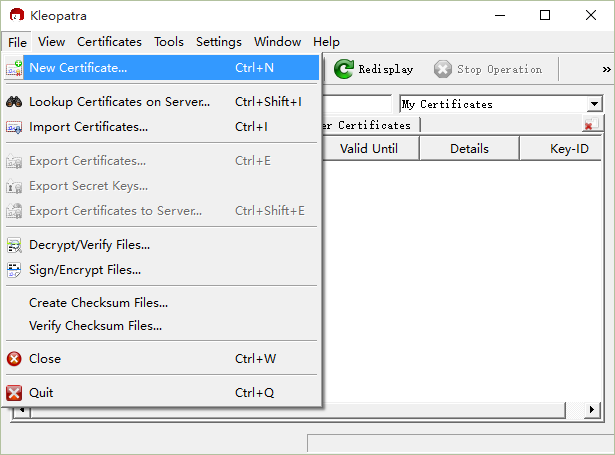 Kleopatra
File View Certificates Tools Settings Window Help
New Certificate... Ctrl+N
Redisplay Stop Operation »
Lookup Certificates on Server... Ctrl+Shift+I
My Certificates
Import Certificates... Ctrl+I
er Certificates
Valid Until Details Key-ID
Export Certificates... Ctrl+E
Export Secret Keys...
Export Certificates to Server... Ctrl+Shift+E
Decrypt/Verify Files...
Sign/Encrypt Files...
Create Checksum Files...
Verify Checksum Files...
Close Ctrl+W
Quit Ctrl+Q